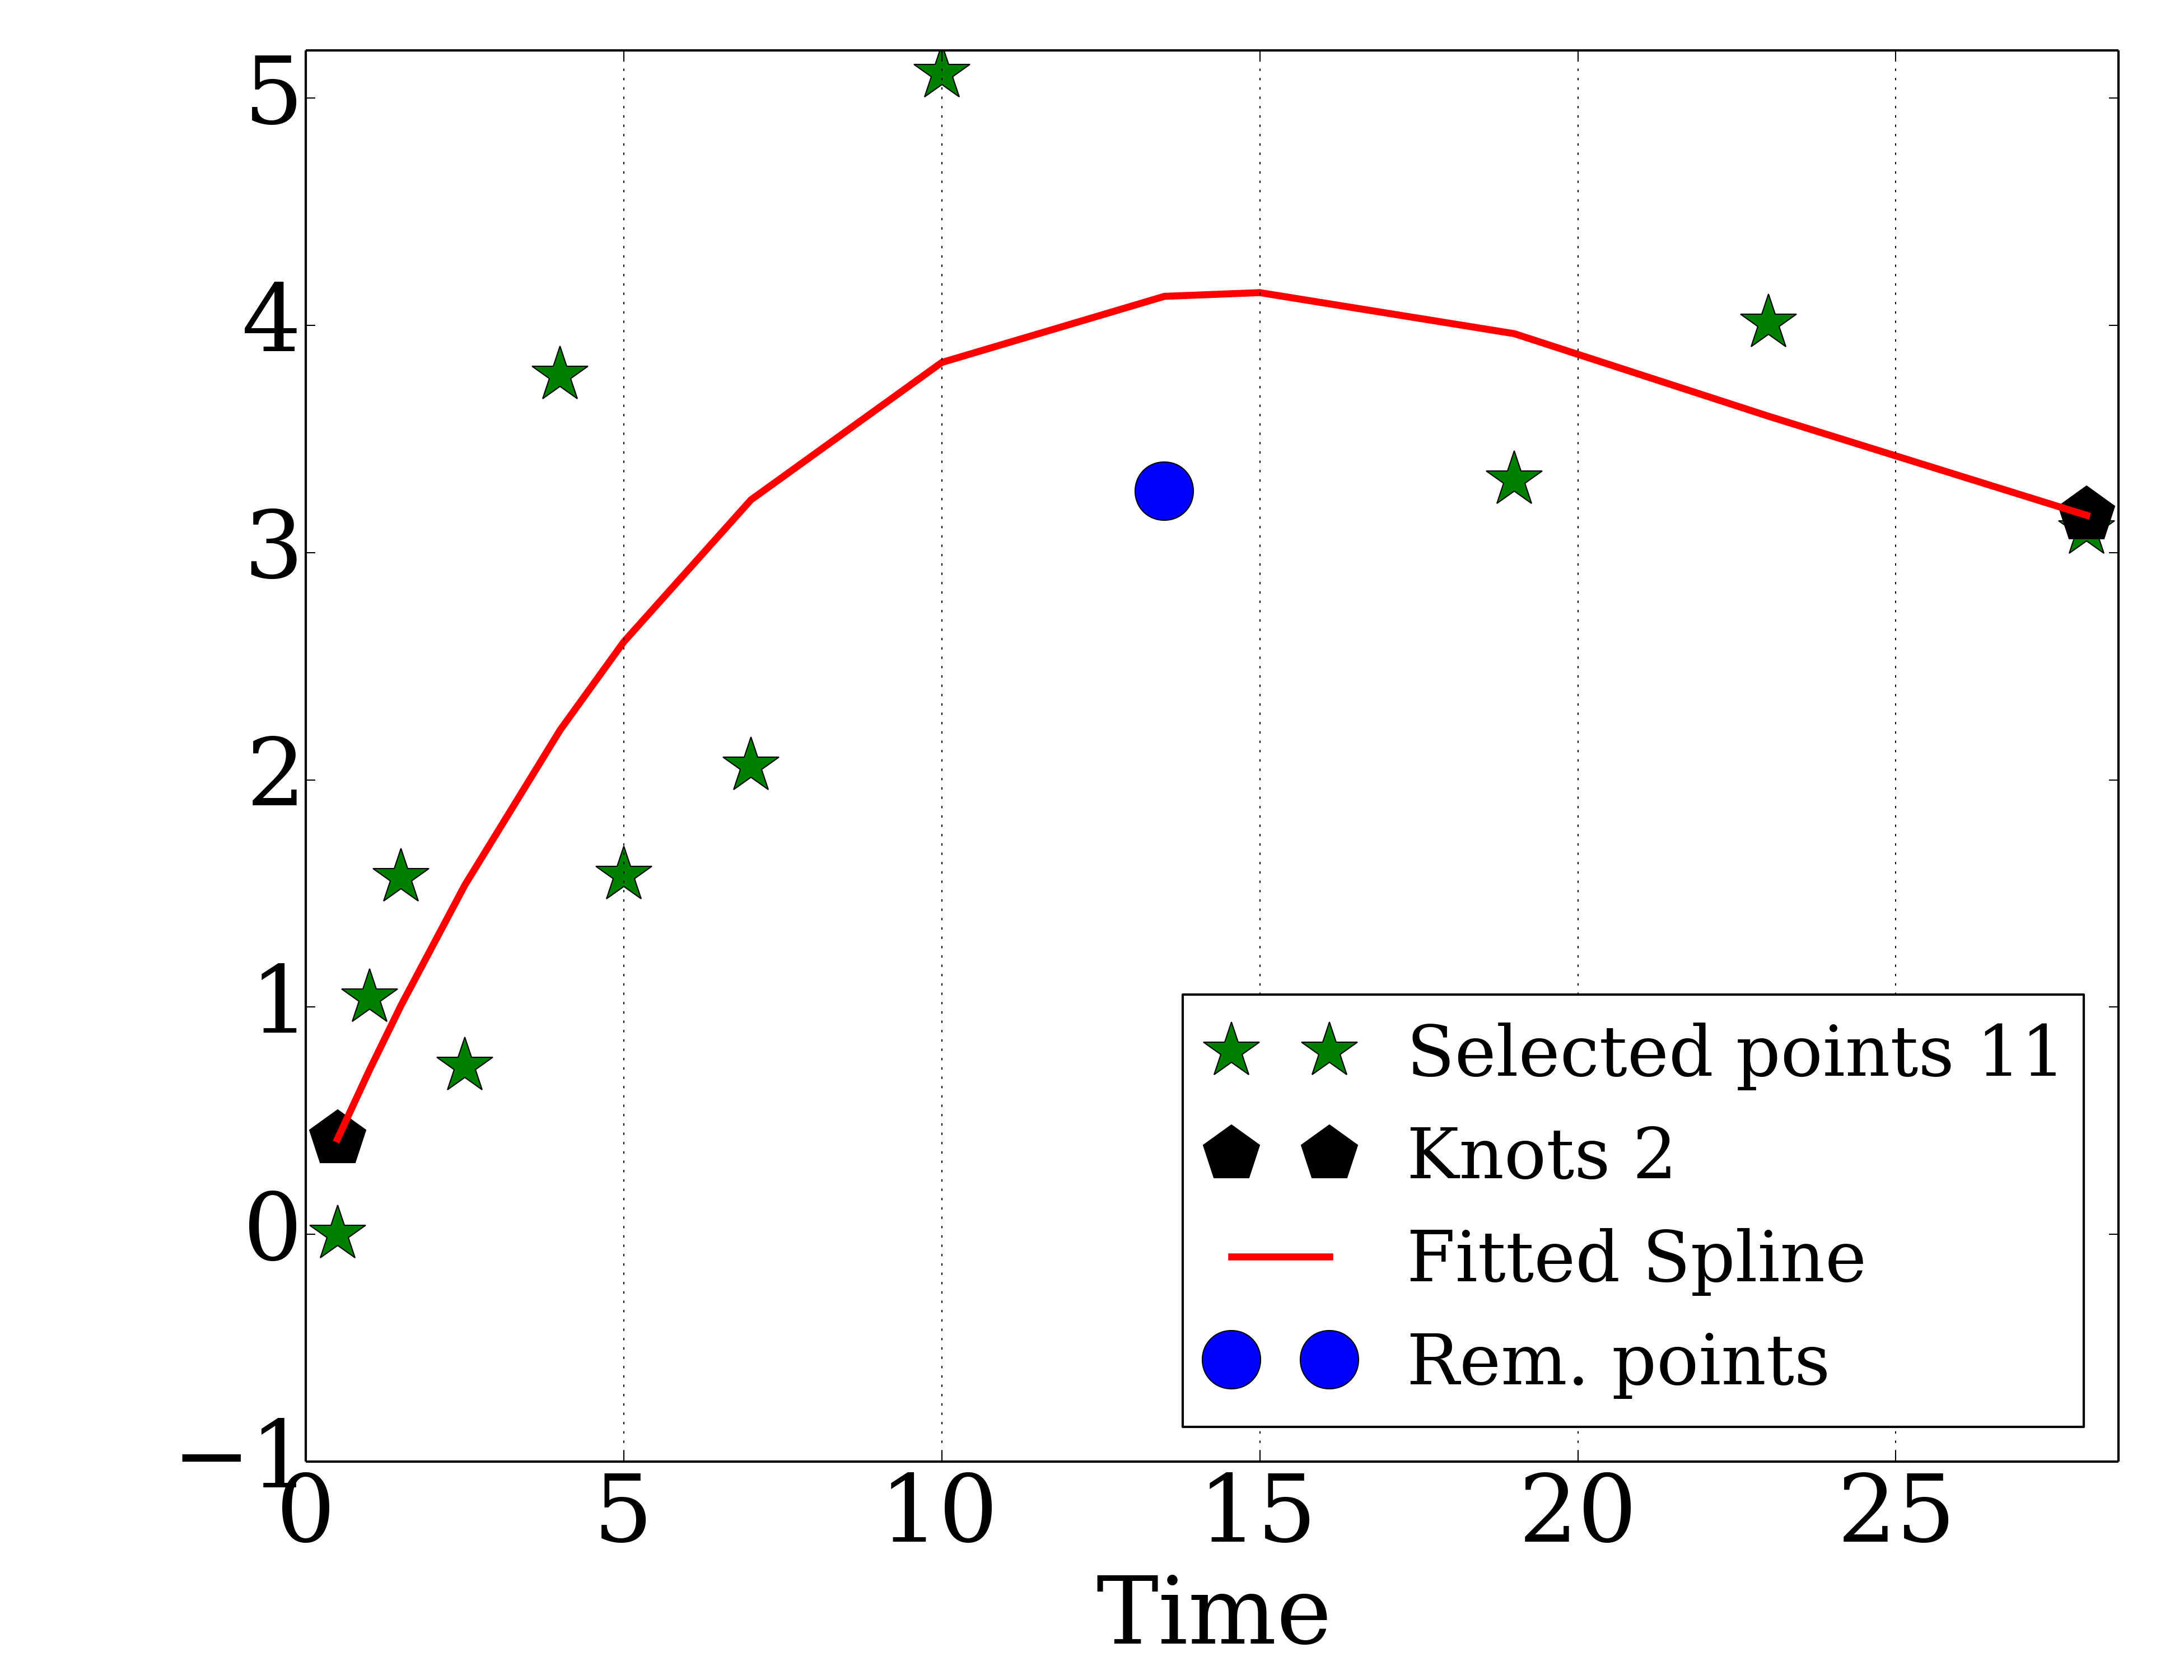 5
4
3
2
1
0
−1
0 5 10 15 20 25
Time
Selected points 11
Knots 2
Fitted Spline
Rem. points